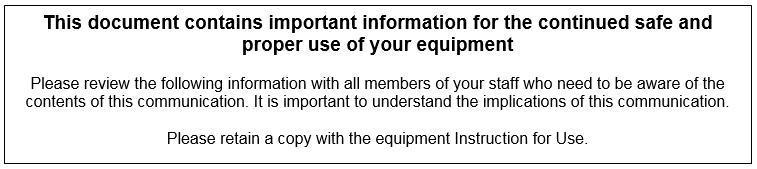 This document contains important information for the continued safe and
proper use of your equipment
Please review the following information with all members of your staff who need to be aware of the
contents of this communication. It is important to understand the implications of this communication.
Please retain a copy with the equipment Instruction for Use.